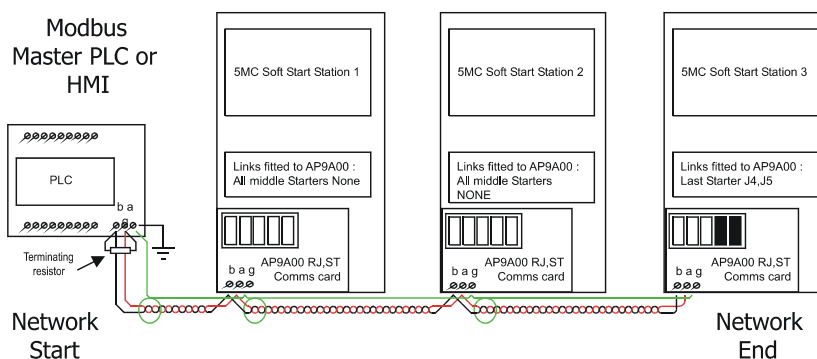 Modbus
Master PLC or
HMI
PLC
b a
g
Terminating
resistor
Network
Start
5MC Soft Start Station 1
Links fitted to AP9A00 :
All middle Starters None
AP9A00 RJ,ST
Comms card
b a g
5MC Soft Start Station 2
Links fitted to AP9A00 :
All middle Starters
NONE
AP9A00 RJ,ST
Comms card
b a g
5MC Soft Start Station 3
Links fitted to AP9A00 :
Last Starter J4,J5
AP9A00 RJ,ST
Comms card
b a g
Network
End